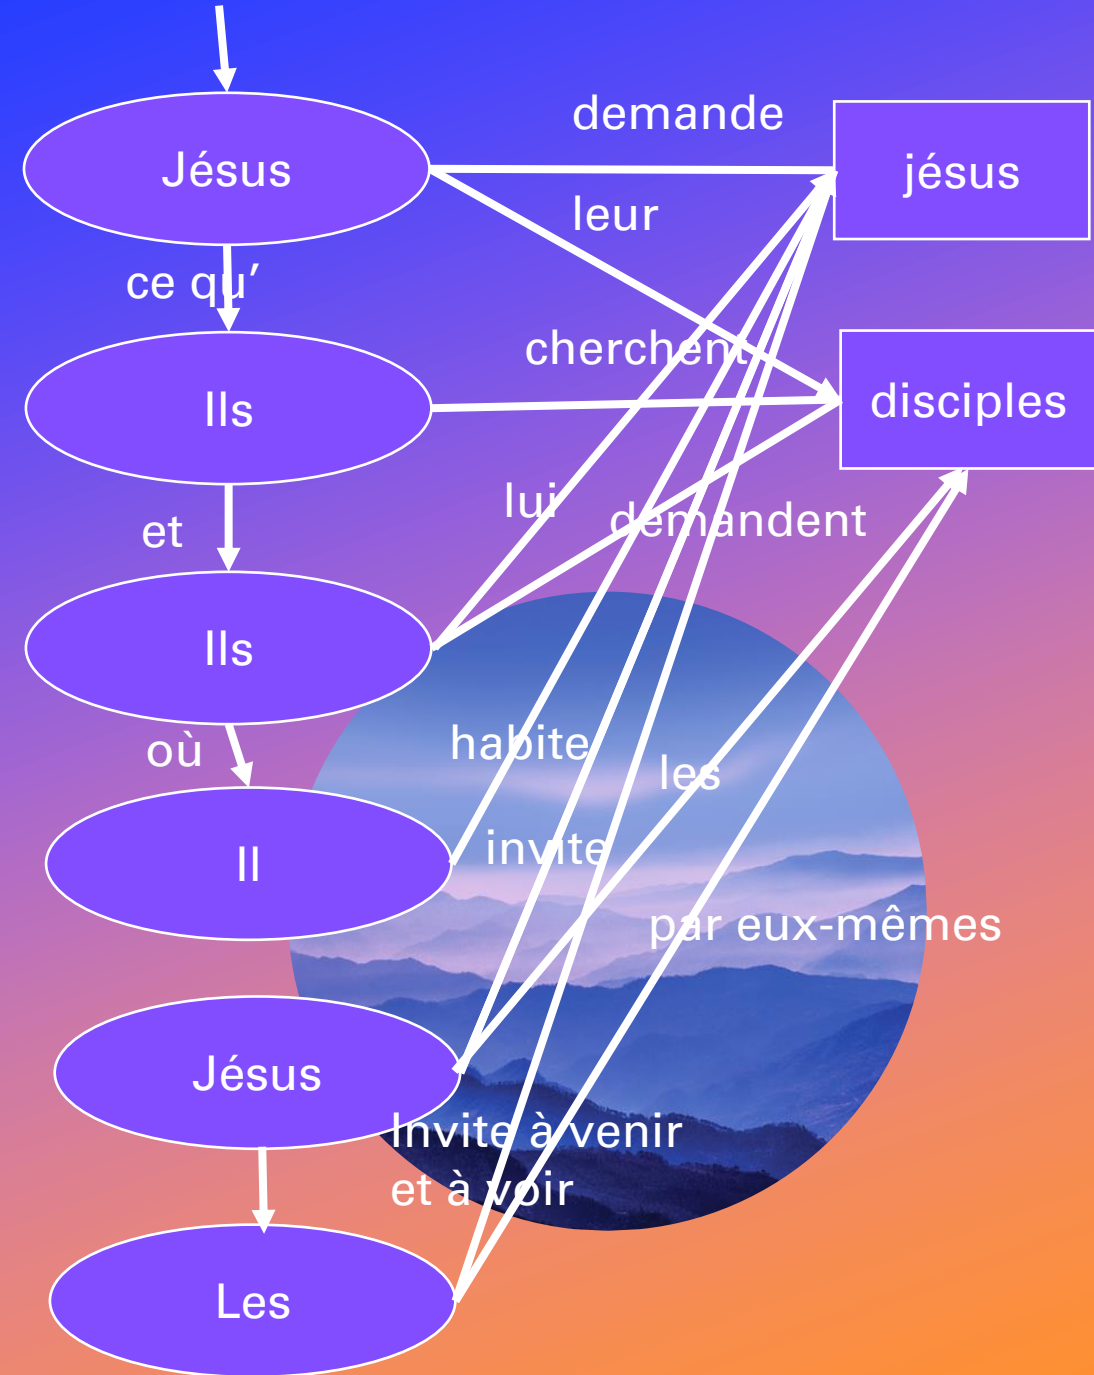 demande
Jésus
jésus
leur
ce qu’
cherchent
Ils
disciples
lui
demandent
et
Ils
où
habite
les
invite
Il
par eux-mêmes
Jésus
Invite à venir
et à voir
Les